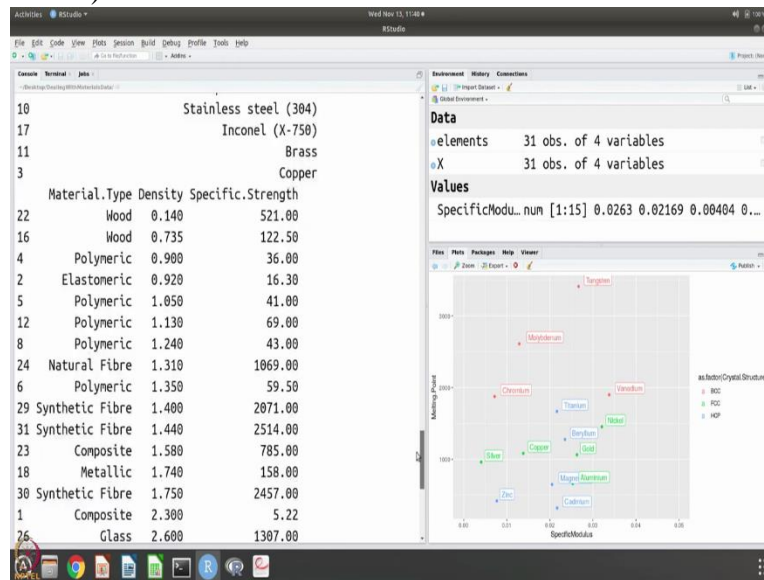 )
Activities RStudio Wed Nov 13, 11:48
RStudio
File Edit Code View Plots Session Build Debug Profile Tools Help
Go to file/function Addins
Console Terminal Jobs
10 Stainless steel (304)
17 Inconel (X-750)
11 Brass
3 Copper
Material.Type Density Specific.Strength
22 Wood 0.140 521.00
16 Wood 0.735 122.50
4 Polymeric 0.900 36.00
2 Elastomeric 0.920 16.30
5 Polymeric 1.050 41.00
12 Polymeric 1.130 69.00
8 Polymeric 1.240 43.00
24 Natural Fibre 1.310 1069.00
6 Polymeric 1.350 59.50
29 Synthetic Fibre 1.400 2071.00
31 Synthetic Fibre 1.440 2514.00
23 Composite 1.580 785.00
18 Metallic 1.740 158.00
30 Synthetic Fibre 1.750 2457.00
1 Composite 2.300 5.22
26 Glass 2.600 1307.00
Environment History Connections
Import Dataset List
Global Environment
Data
elements 31 obs. of 4 variables
X 31 obs. of 4 variables
Values
SpecificModu… num [1:15] 0.0263 0.02169 0.00404 0.…
Files Plots Packages Help Viewer
Zoom Export Publish
Tungsten
Molybdenum
Chromium
Vanadium
Titanium
Nickel
Beryllium
Copper
Gold
Silver
Aluminium
Zinc
Cadmium
Melting.Point
SpecificModulus
as.factor(Crystal.Structure
BCC
FCC
HCP
NPTEL